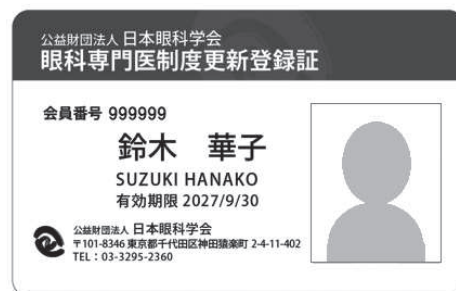 公益財団法人 日本眼科学会
眼科専門医制度更新登録証
会員番号 999999
鈴木　華子
SUZUKI HANAKO
有効期限 2027/9/30
公益財団法人 日本眼科学会
〒101-8346 東京都千代田区神田猿楽町 2-4-11-402
TEL：03-3295-2360